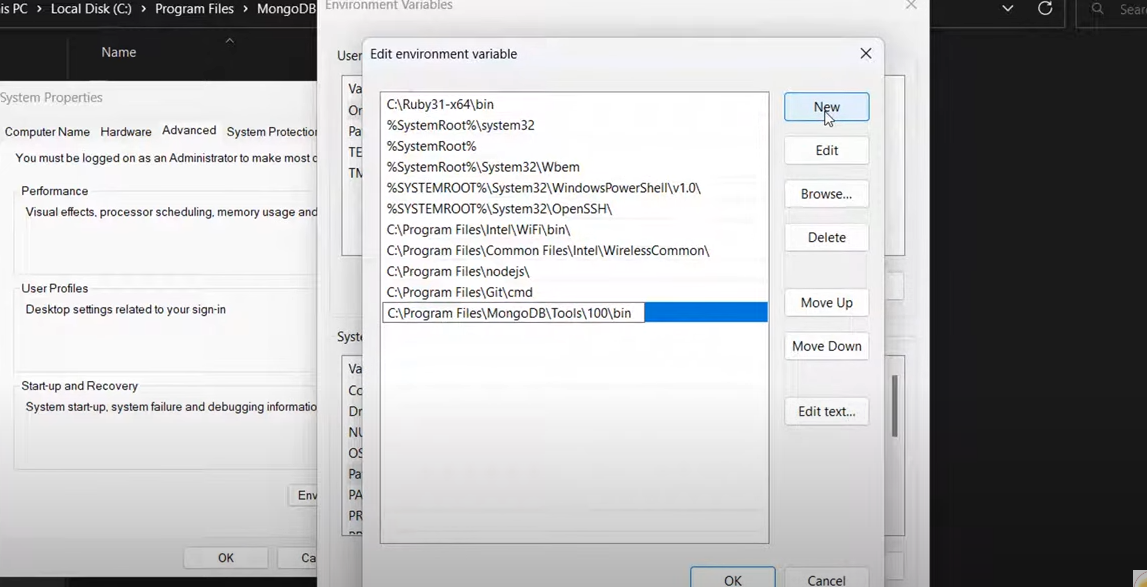 is PC > Local Disk (C:) > Program Files > MongoDB
Environment Variables
Name
User
Edit environment variable
System Properties
Computer Name Hardware Advanced System Protection
You must be logged on as an Administrator to make most
Performance
Visual effects, processor scheduling, memory usage and
User Profiles
Desktop settings related to your sign-in
Start-up and Recovery
System start-up, system failure and debugging informatio
Env
OK
Ca
Va
On
Pa
TE
TM
Syste
Va
Co
Dr
NU
OS
Pa
PA
PR
C:\Ruby31-x64\bin
%SystemRoot%\system32
%SystemRoot%
%SystemRoot%\System32\Wbem
%SYSTEMROOT%\System32\WindowsPowerShell\v1.0\
%SYSTEMROOT%\System32\OpenSSH\
C:\Program Files\Intel\WiFi\bin\
C:\Program Files\Common Files\Intel\WirelessCommon\
C:\Program Files\nodejs\
C:\Program Files\Git\cmd
C:\Program Files\MongoDB\Tools\100\bin
New
Edit
Browse...
Delete
Move Up
Move Down
Edit text...
OK
Cancel
Sear